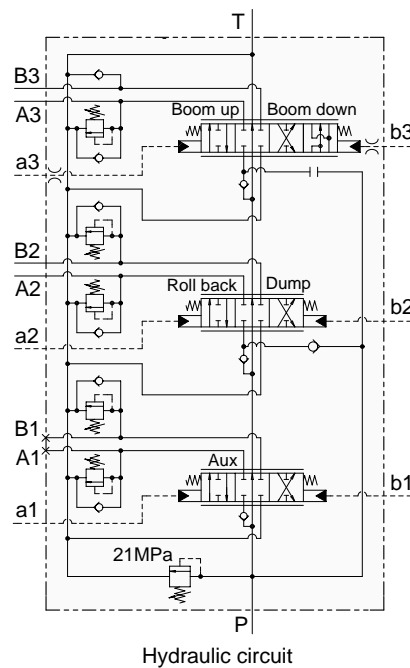 T
B3
A3
Boom up Boom down
a3 b3
B2
A2
Roll back Dump
a2 b2
B1
A1
Aux
a1 b1
21MPa
P
Hydraulic circuit